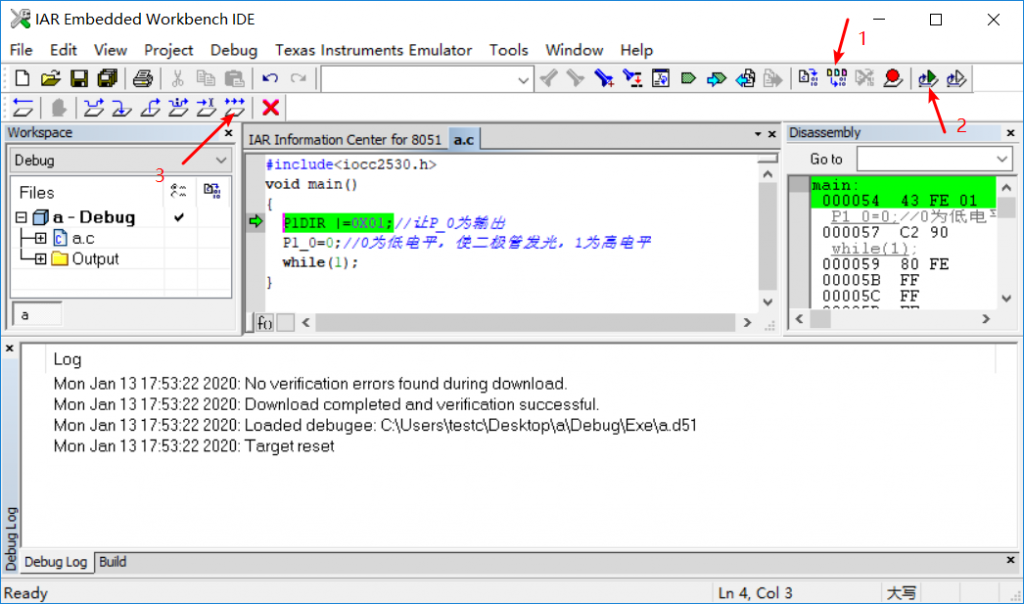 IAR Embedded Workbench IDE
File Edit View Project Debug Texas Instruments Emulator Tools Window Help
1
2
3
Workspace
Debug
Files
a - Debug
a.c
Output
a
IAR Information Center for 8051 a.c
#include<iocc2530.h>
void main()
{
P1DIR |=0X01;//让P_0为输出
P1_0=0;//0为低电平，使二极管发光，1为高电平
while(1);
}
f()
Disassembly
Go to
main:
000054 43 FE 01
P1_0=0;//0为低电
000057 C2 90
while(1);
000059 80 FE
00005B FF
00005C FF
Log
Mon Jan 13 17:53:22 2020: No verification errors found during download.
Mon Jan 13 17:53:22 2020: Download completed and verification successful.
Mon Jan 13 17:53:22 2020: Loaded debugee: C:\Users\testc\Desktop\a\Debug\Exe\a.d51
Mon Jan 13 17:53:22 2020: Target reset
Debug Log
Debug Log Build
Ready Ln 4, Col 3 大写